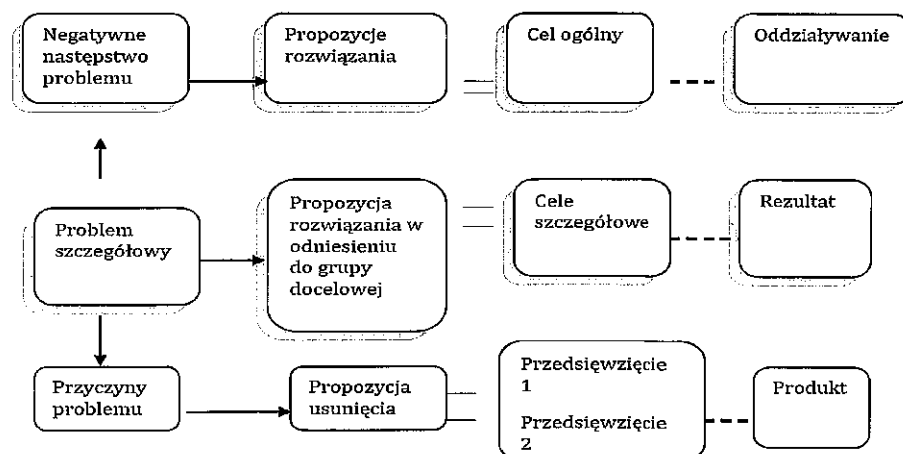 Negatywne
następstwo
problemu
Propozycje
rozwiązania
Cel ogólny
Oddziaływanie
Problem
szczegółowy
Propozycja
rozwiązania w
odniesieniu
do grupy
docelowej
Cele
szczegółowe
Rezultat
Przyczyny
problemu
Propozycja
usunięcia
Przedsięwzięcie
1
Przedsięwzięcie
2
Produkt